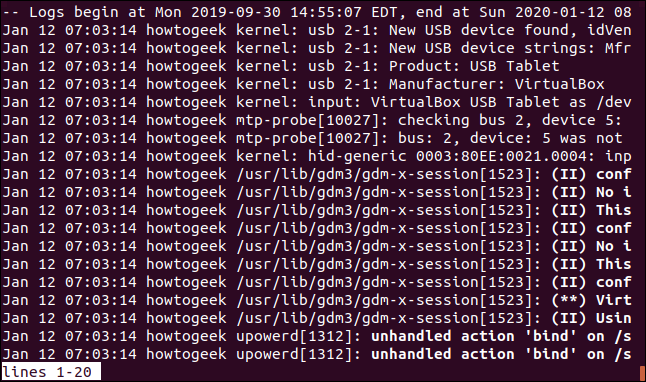 -- Logs begin at Mon 2019-09-30 14:55:07 EDT, end at Sun 2020-01-12 08
Jan 12 07:03:14 howtogeek kernel: usb 2-1: New USB device found, idVen
Jan 12 07:03:14 howtogeek kernel: usb 2-1: New USB device strings: Mfr
Jan 12 07:03:14 howtogeek kernel: usb 2-1: Product: USB Tablet
Jan 12 07:03:14 howtogeek kernel: usb 2-1: Manufacturer: VirtualBox
Jan 12 07:03:14 howtogeek kernel: input: VirtualBox USB Tablet as /dev
Jan 12 07:03:14 howtogeek mtp-probe[10027]: checking bus 2, device 5:
Jan 12 07:03:14 howtogeek mtp-probe[10027]: bus: 2, device: 5 was not
Jan 12 07:03:14 howtogeek kernel: hid-generic 0003:80EE:0021.0004: inp
Jan 12 07:03:14 howtogeek /usr/lib/gdm3/gdm-x-session[1523]: (II) conf
Jan 12 07:03:14 howtogeek /usr/lib/gdm3/gdm-x-session[1523]: (II) No i
Jan 12 07:03:14 howtogeek /usr/lib/gdm3/gdm-x-session[1523]: (II) This
Jan 12 07:03:14 howtogeek /usr/lib/gdm3/gdm-x-session[1523]: (II) conf
Jan 12 07:03:14 howtogeek /usr/lib/gdm3/gdm-x-session[1523]: (II) No i
Jan 12 07:03:14 howtogeek /usr/lib/gdm3/gdm-x-session[1523]: (II) This
Jan 12 07:03:14 howtogeek /usr/lib/gdm3/gdm-x-session[1523]: (II) conf
Jan 12 07:03:14 howtogeek /usr/lib/gdm3/gdm-x-session[1523]: (**) Virt
Jan 12 07:03:14 howtogeek /usr/lib/gdm3/gdm-x-session[1523]: (II) Usin
Jan 12 07:03:14 howtogeek upowerd[1312]: unhandled action 'bind' on /s
Jan 12 07:03:14 howtogeek upowerd[1312]: unhandled action 'bind' on /s
lines 1-20